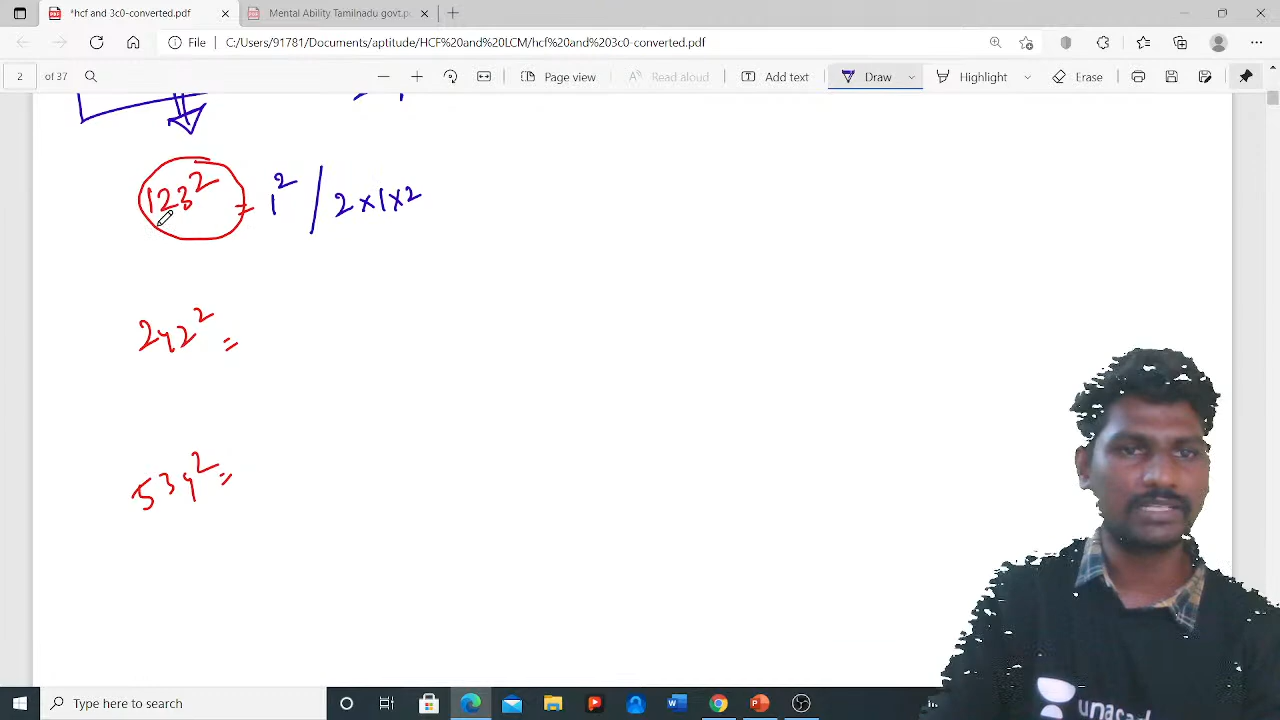 *hcf and 3c0-converted.pdf
Mental Ability Tamilnadu govt.p
File C:/Users/91781/Documents/aptitude/HCF%20and%20LCM/hcf%20and%203c0-converted.pdf
2 of 37 Page view Read aloud Add text Draw Highlight Erase
123² = 1² / 2×1×2
242² =
534² =
unacad
Type here to search